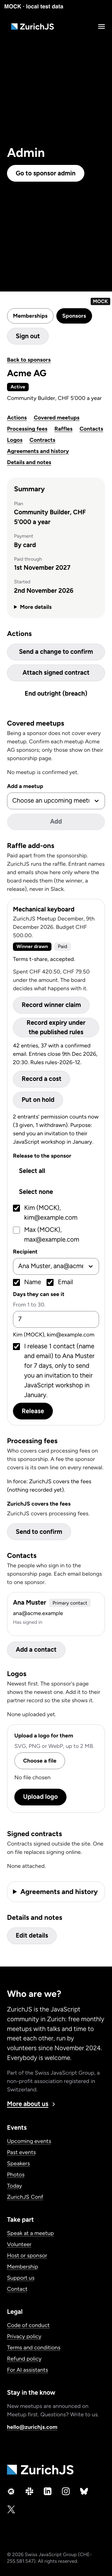 MOCK · local test data
ZurichJS
Admin
Go to sponsor admin
MOCK
Memberships
Sponsors
Sign out
Back to sponsors
Acme AG
Active
Community Builder, CHF 5'000 a year
Actions
Covered meetups
Processing fees
Raffles
Contacts
Logos
Contracts
Agreements and history
Details and notes
Summary
Plan
Community Builder, CHF
5'000 a year
Payment
By card
Paid through
1st November 2027
Started
2nd November 2026
More details
Actions
Send a change to confirm
Attach signed contract
End outright (breach)
Covered meetups
Being a sponsor does not cover every
meetup. Confirm each meetup Acme
AG sponsors, only those show on their
sponsorship page.
No meetup is confirmed yet.
Add a meetup
Choose an upcoming meetu
Add
Raffle add-ons
Paid apart from the sponsorship.
ZurichJS runs the raffle. Entrant names
and emails show here only where the
board needs them (the winner, a
release), never in Slack.
Mechanical keyboard
ZurichJS Meetup December, 9th
December 2026. Budget CHF
500.00.
Winner drawn
Paid
Terms t-share, accepted.
Spent CHF 420.50, CHF 79.50
under the amount. The board
decides what happens with it.
Record winner claim
Record expiry under
the published rules
42 entries, 37 with a confirmed
email. Entries close 9th Dec 2026,
20:30. Rules rules-2026-12.
Record a cost
Put on hold
2 entrants' permission counts now
(3 given, 1 withdrawn). Purpose:
send you an invitation to their
JavaScript workshop in January.
Release to the sponsor
Select all
Select none
Kim (MOCK),
kim@example.com
Max (MOCK),
max@example.com
Recipient
Ana Muster, ana@acme
Name
Email
Days they can see it
From 1 to 30.
7
Kim (MOCK), kim@example.com
I release 1 contact (name
and email) to Ana Muster
for 7 days, only to send
you an invitation to their
JavaScript workshop in
January.
Release
Processing fees
Who covers card processing fees on
this sponsorship. A fee the sponsor
covers is its own line on every renewal.
In force: ZurichJS covers the fees
(nothing recorded yet).
ZurichJS covers the fees
ZurichJS covers processing fees.
Send to confirm
Contacts
The people who sign in to the
sponsor page. Each email belongs
to one sponsor.
Ana Muster
Primary contact
ana@acme.example
Has signed in
Add a contact
Logos
Newest first. The sponsor's page
shows the newest one. Add it to their
partner logo so the site shows it.
None uploaded yet.
Upload a logo for them
SVG, PNG or WebP, up to 2 MB.
Choose a file
No file chosen
Upload logo
Signed contracts
Contracts signed outside the site. One
or file replaces signing online.
None attached.
Agreements and history
Details and notes
Edit details
Who are we?
ZurichJS is the JavaScript
community in Zurich: free monthly
meetups with talks and time to
meet each other, run by
volunteers since November 2024.
Everybody is welcome.
Part of the Swiss JavaScript Group, a
non-profit association registered in
Switzerland.
More about us
Events
Upcoming events
Past events
Speakers
Photos
Today
ZurichJS Conf
Take part
Speak at a meetup
Volunteer
Host or sponsor
Membership
Support us
Contact
Legal
Code of conduct
Privacy policy
Terms and conditions
Refund policy
For AI assistants
Stay in the know
New meetups are announced on
Meetup first. Questions? Write to us.
hello@zurichjs.com
ZurichJS
© 2026 Swiss JavaScript Group (CHE-
255.581.547). All rights reserved.